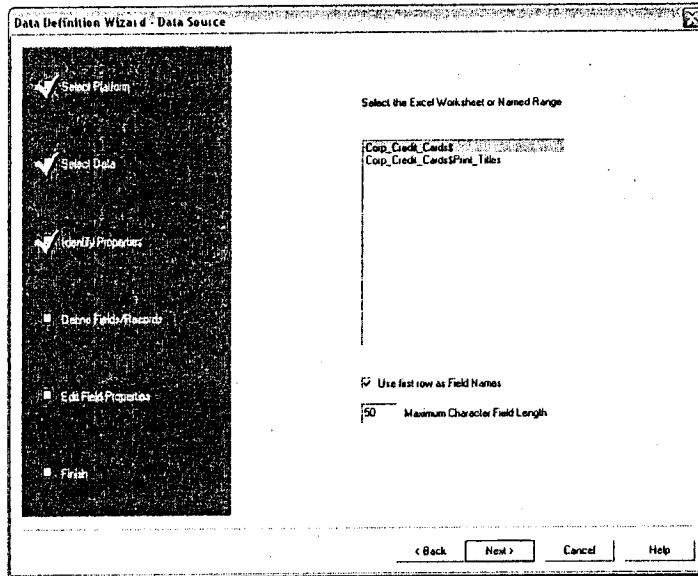 Data Definition Wizard - Data Source
Select Platform
Select Data
Identify Properties
Define Fields/Records
Edit Field Properties
Finish
Select the Excel Worksheet or Named Range
Corp_Credit_Cards$
Corp_Credit_Cards$Print_Titles
Use first row as Field Names
50 Maximum Character Field Length
< Back Next > Cancel Help